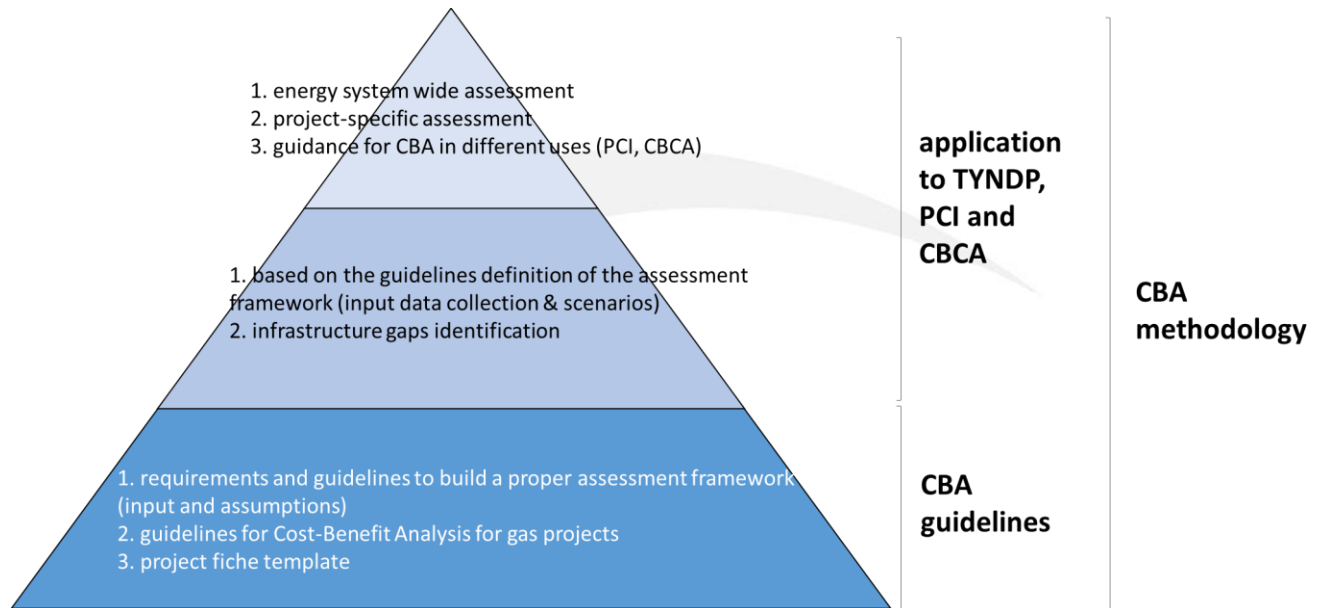 1. energy system wide assessment
2. project-specific assessment
3. guidance for CBA in different uses (PCI, CBCA)
1. based on the guidelines definition of the assessment
framework (input data collection & scenarios)
2. infrastructure gaps identification
1. requirements and guidelines to build a proper assessment framework
(input and assumptions)
2. guidelines for Cost-Benefit Analysis for gas projects
3. project fiche template
application
to TYNDP,
PCI and
CBCA
CBA
guidelines
CBA
methodology